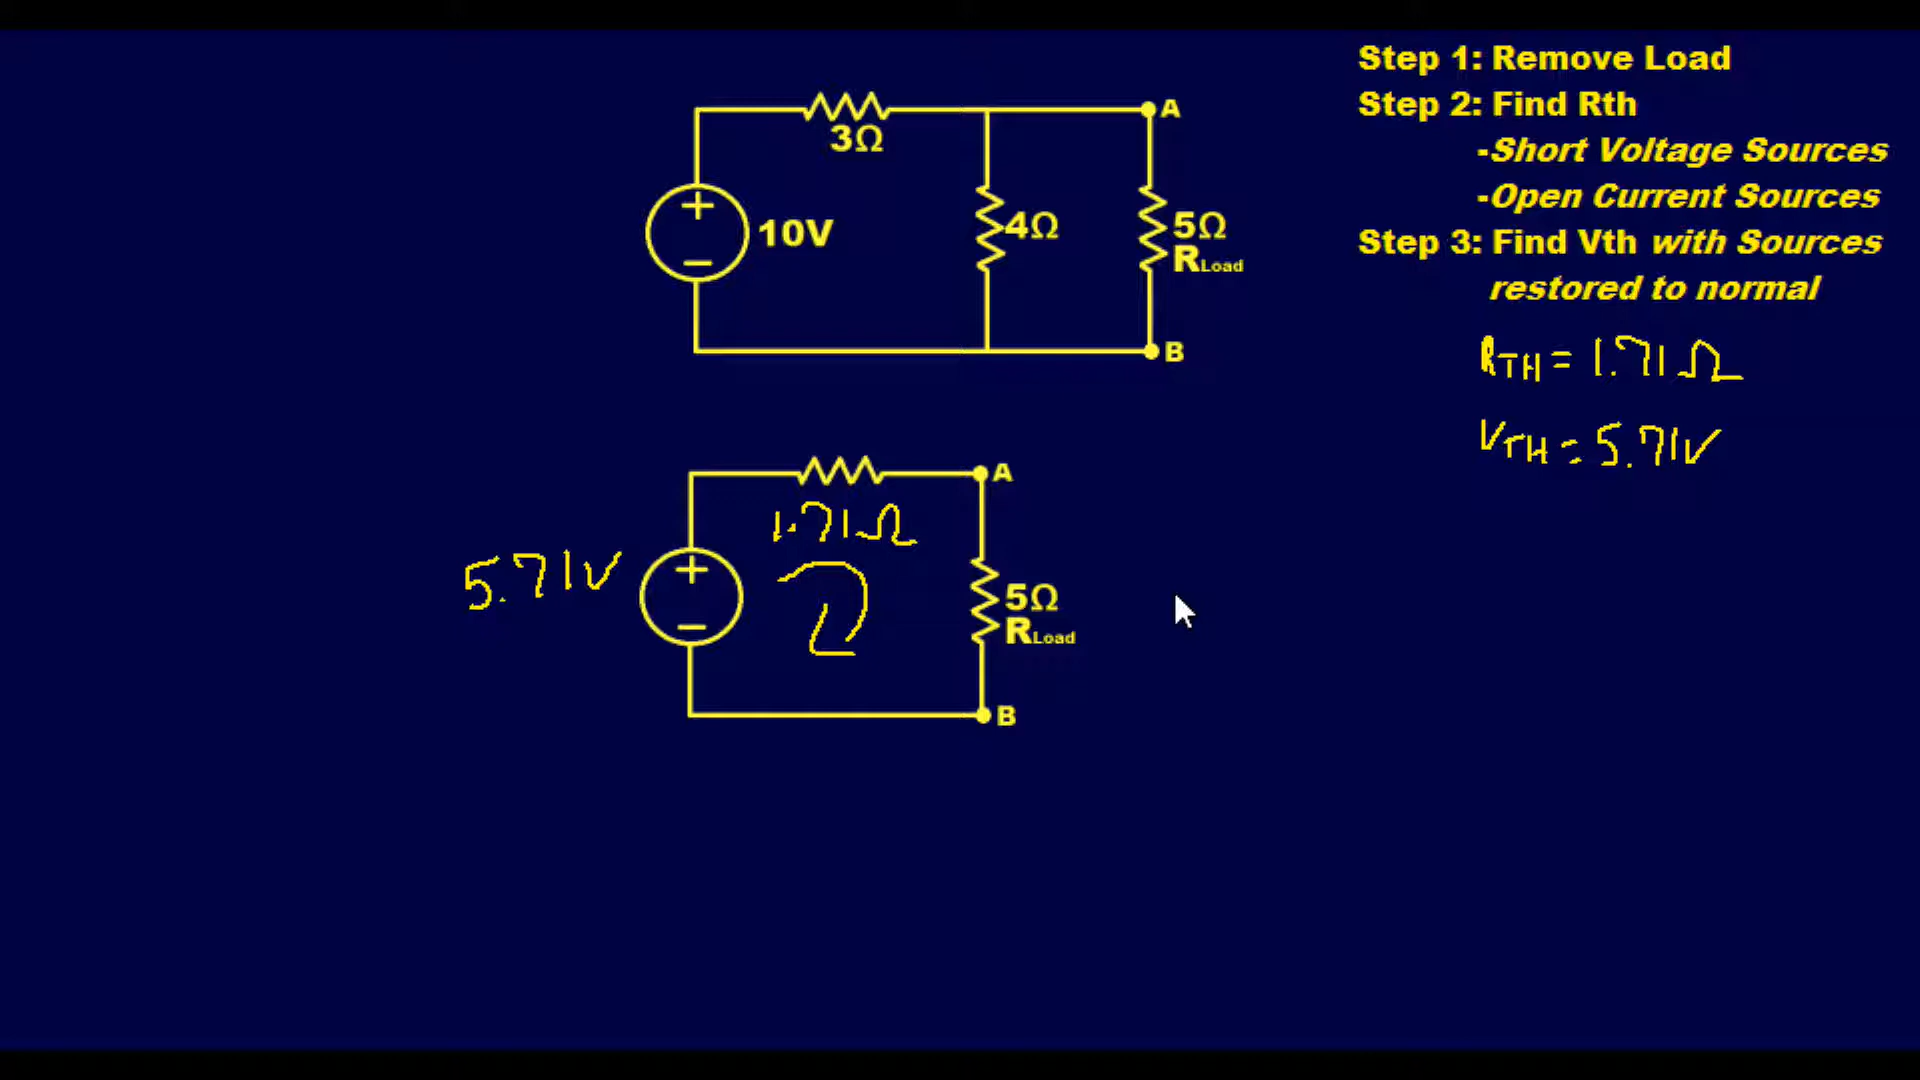 Step 1: Remove Load
Step 2: Find Rth
-Short Voltage Sources
-Open Current Sources
Step 3: Find Vth with Sources
restored to normal
RTH = 1.71Ω
VTH = 5.71V
3Ω
A
+
10V
4Ω
5Ω
RLoad
−
B
A
1.71Ω
5.71V
+
5Ω
RLoad
−
B